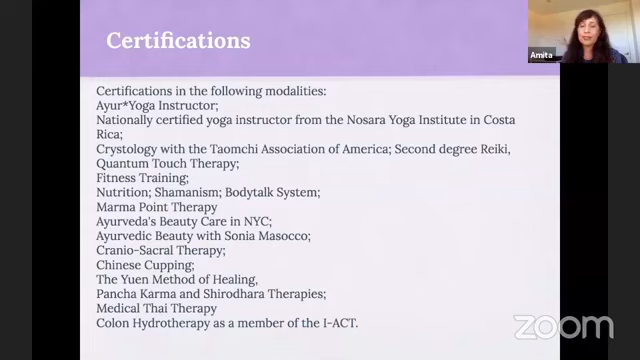 Certifications
Amita
Certifications in the following modalities:
Ayur*Yoga Instructor;
Nationally certified yoga instructor from the Nosara Yoga Institute in Costa
Rica;
Crystology with the Taomchi Association of America; Second degree Reiki,
Quantum Touch Therapy;
Fitness Training;
Nutrition; Shamanism; Bodytalk System;
Marma Point Therapy
Ayurveda's Beauty Care in NYC;
Ayurvedic Beauty with Sonia Masocco;
Cranio-Sacral Therapy;
Chinese Cupping;
The Yuen Method of Healing,
Pancha Karma and Shirodhara Therapies;
Medical Thai Therapy
Colon Hydrotherapy as a member of the I-ACT.
zoom